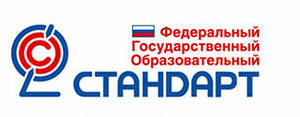 Федеральный
Государственный
Образовательный
СТАНДАРТ